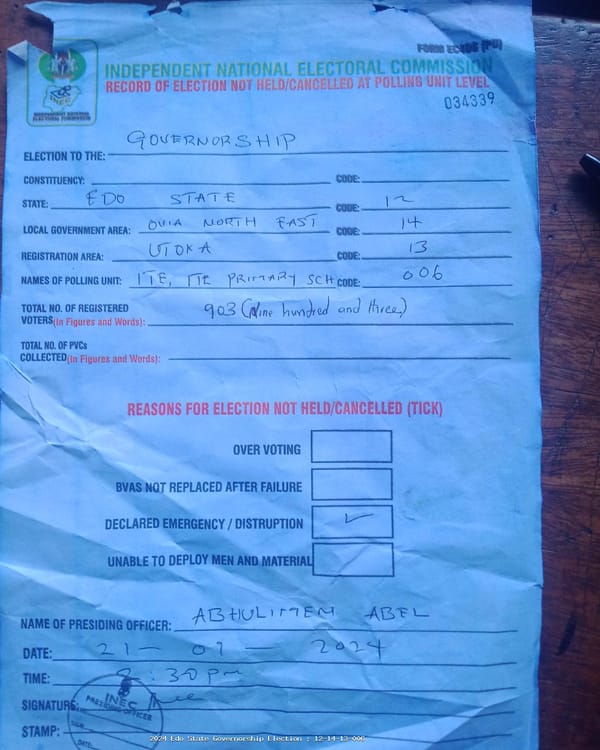 FORM EC40G (PU)
INDEPENDENT NATIONAL ELECTORAL COMMISSION
RECORD OF ELECTION NOT HELD/CANCELLED AT POLLING UNIT LEVEL
034339
INEC
INDEPENDENT NATIONAL
ELECTORAL COMMISSION
ELECTION TO THE: GOVERNORSHIP
CONSTITUENCY: CODE:
STATE: EDO STATE CODE: 12
LOCAL GOVERNMENT AREA: OVIA NORTH EAST CODE: 14
REGISTRATION AREA: UTOKA CODE: 13
NAMES OF POLLING UNIT: ITE, ITE PRIMARY SCH CODE: 006
TOTAL NO. OF REGISTERED
VOTERS(In Figures and Words): 903 (Nine hundred and three)
TOTAL NO. OF PVCs
COLLECTED(In Figures and Words):
REASONS FOR ELECTION NOT HELD/CANCELLED (TICK)
OVER VOTING
BVAS NOT REPLACED AFTER FAILURE
DECLARED EMERGENCY / DISTRUPTION ✓
UNABLE TO DEPLOY MEN AND MATERIAL
NAME OF PRESIDING OFFICER: ABHULIMEN ABEL
DATE: 21 - 09 - 2024
TIME: :30pm
SIGNATURE:
INEC
PRESIDING OFFICER
STAMP:
DATE:
2024 Edo State Governorship Election : 12-14-13-006